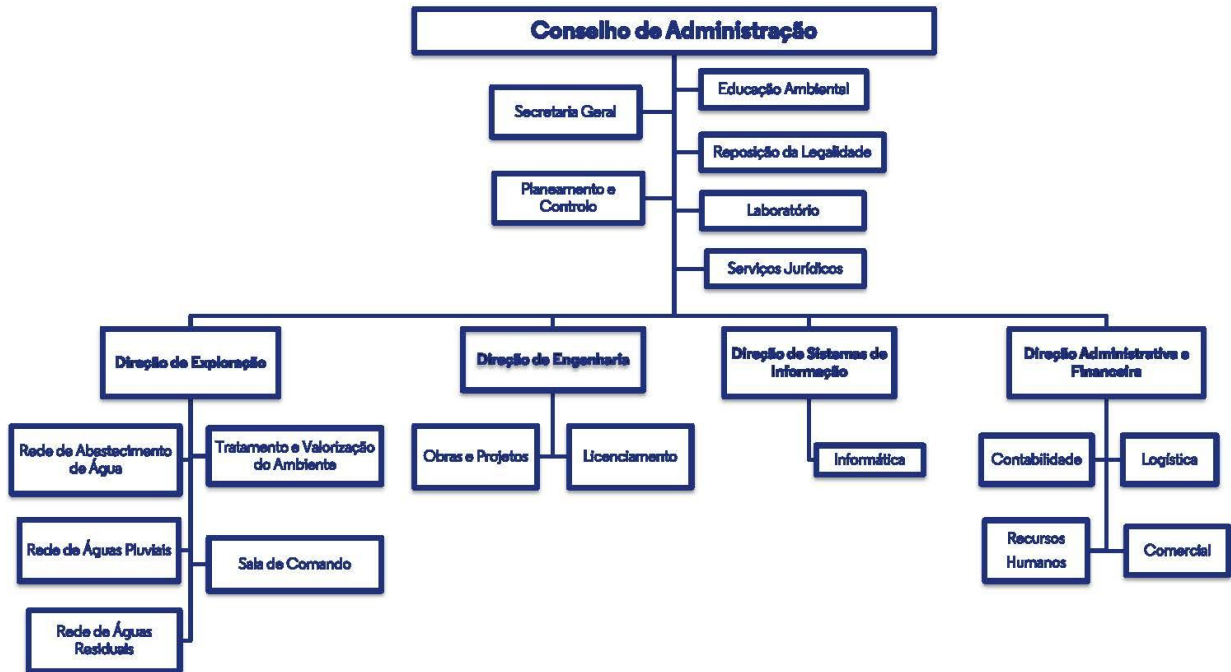 Conselho de Administração
Educação Ambiental
Secretaria Geral
Reposição da Legalidade
Planeamento e
Controlo
Laboratório
Serviços Jurídicos
Direção de Exploração
Direção de Engenharia
Direção de Sistemas de
Informação
Direção Administrativa e
Financeira
Rede de Abastecimento
de Água
Tratamento e Valorização
do Ambiente
Obras e Projetos
Licenciamento
Informática
Contabilidade
Logística
Rede de Águas Pluviais
Sala de Comando
Recursos
Humanos
Comercial
Rede de Águas
Residuais